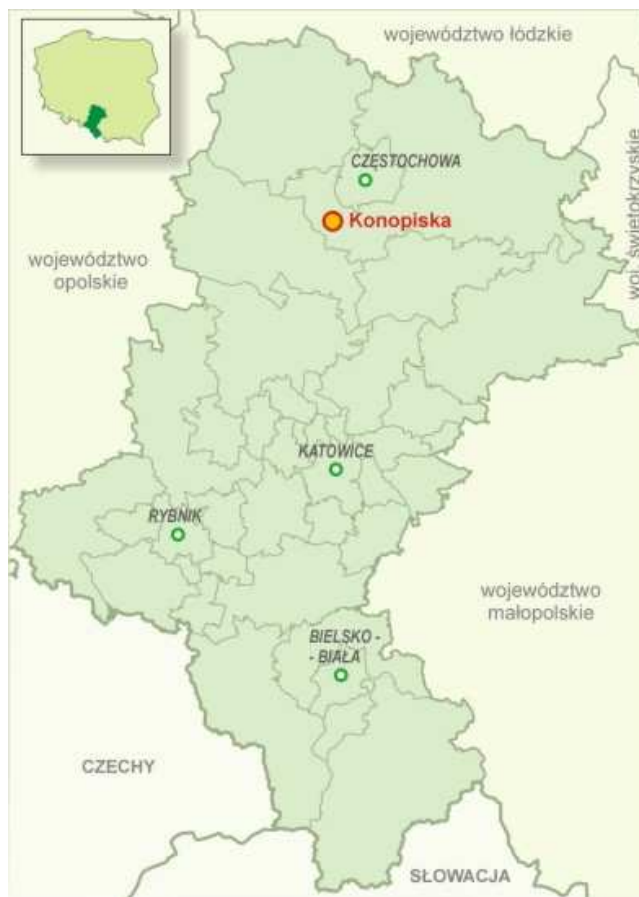 województwo łódzkie
woj. świętokrzyskie
CZĘSTOCHOWA
Konopiska
województwo
opolskie
KATOWICE
RYBNIK
województwo
małopolskie
BIELSKO -
- BIAŁA
CZECHY
SŁOWACJA